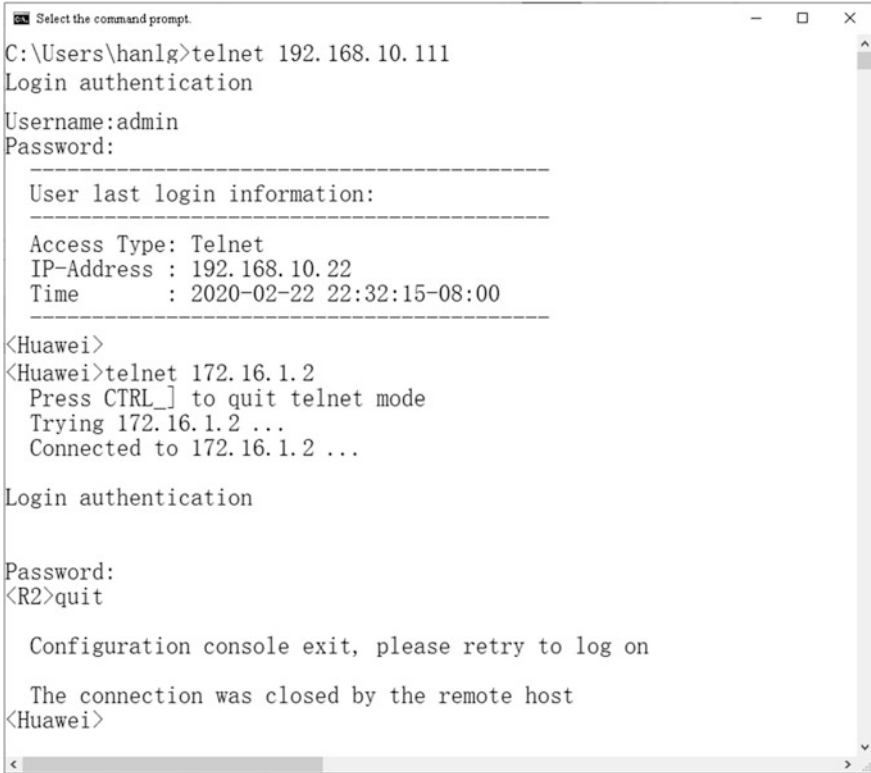 Select the command prompt.
C:\Users\hanlg>telnet 192.168.10.111
Login authentication
Username:admin
Password:
-----------------------------------------
User last login information:
-----------------------------------------
Access Type: Telnet
IP-Address : 192.168.10.22
Time       : 2020-02-22 22:32:15-08:00
-----------------------------------------
<Huawei>
<Huawei>telnet 172.16.1.2
Press CTRL_] to quit telnet mode
Trying 172.16.1.2 ...
Connected to 172.16.1.2 ...
Login authentication
Password:
<R2>quit
Configuration console exit, please retry to log on
The connection was closed by the remote host
<Huawei>